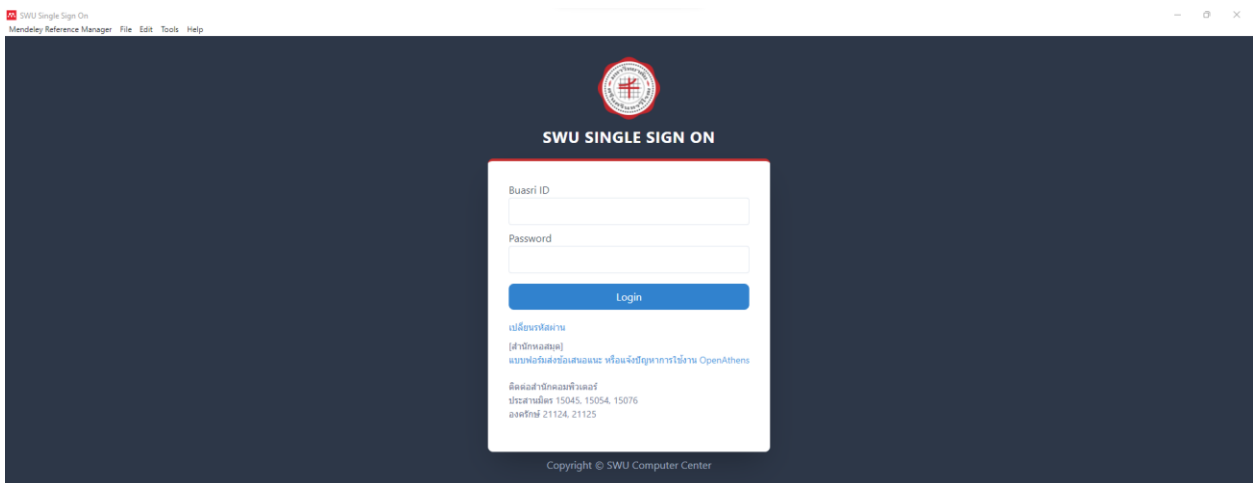 SWU Single Sign On
Mendeley Reference Manager File Edit Tools Help
SWU SINGLE SIGN ON
Buasri ID
Password
Login
เปลี่ยนรหัสผ่าน
[สำนักหอสมุด]
แบบฟอร์มส่งข้อเสนอแนะ หรือแจ้งปัญหาการใช้งาน OpenAthens
ติดต่อสำนักคอมพิวเตอร์
ประสานมิตร 15045, 15054, 15076
องครักษ์ 21124, 21125
Copyright © SWU Computer Center